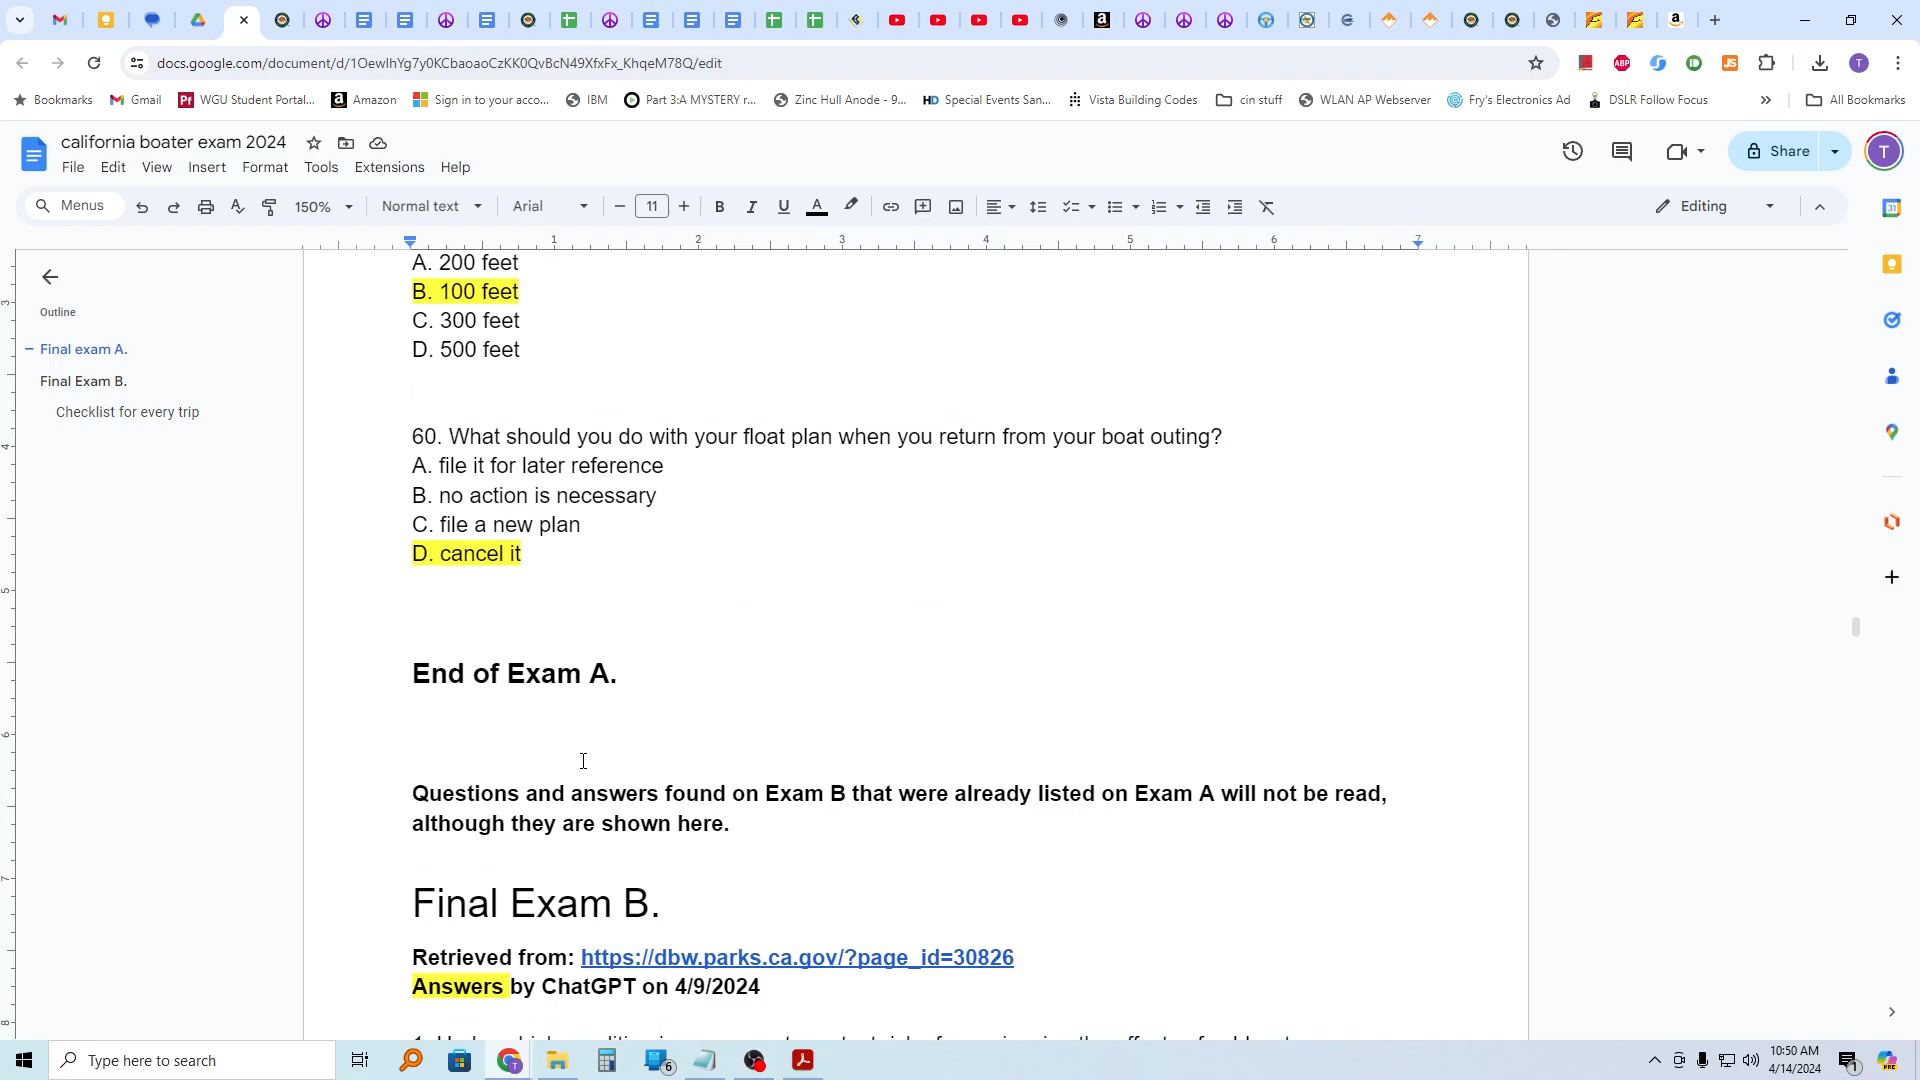 docs.google.com/document/d/1OewlhYg7y0KCbaoaoCzKK0QvBcN49XfxFx_KhqeM78Q/edit
Bookmarks Gmail WGU Student Portal... Amazon Sign in to your acco... IBM Part 3:A MYSTERY r... Zinc Hull Anode - 9... Special Events San... Vista Building Codes cin stuff WLAN AP Webserver Fry's Electronics Ad DSLR Follow Focus » All Bookmarks
california boater exam 2024
File Edit View Insert Format Tools Extensions Help
Share
T
Menus 150% Normal text Arial 11 B I U A Editing
1 2 3 4 5 6 7
Outline
Final exam A.
Final Exam B.
Checklist for every trip
A. 200 feet
B. 100 feet
C. 300 feet
D. 500 feet
60. What should you do with your float plan when you return from your boat outing?
A. file it for later reference
B. no action is necessary
C. file a new plan
D. cancel it
End of Exam A.
Questions and answers found on Exam B that were already listed on Exam A will not be read,
although they are shown here.
Final Exam B.
Retrieved from: https://dbw.parks.ca.gov/?page_id=30826
Answers by ChatGPT on 4/9/2024
Type here to search
10:50 AM
4/14/2024